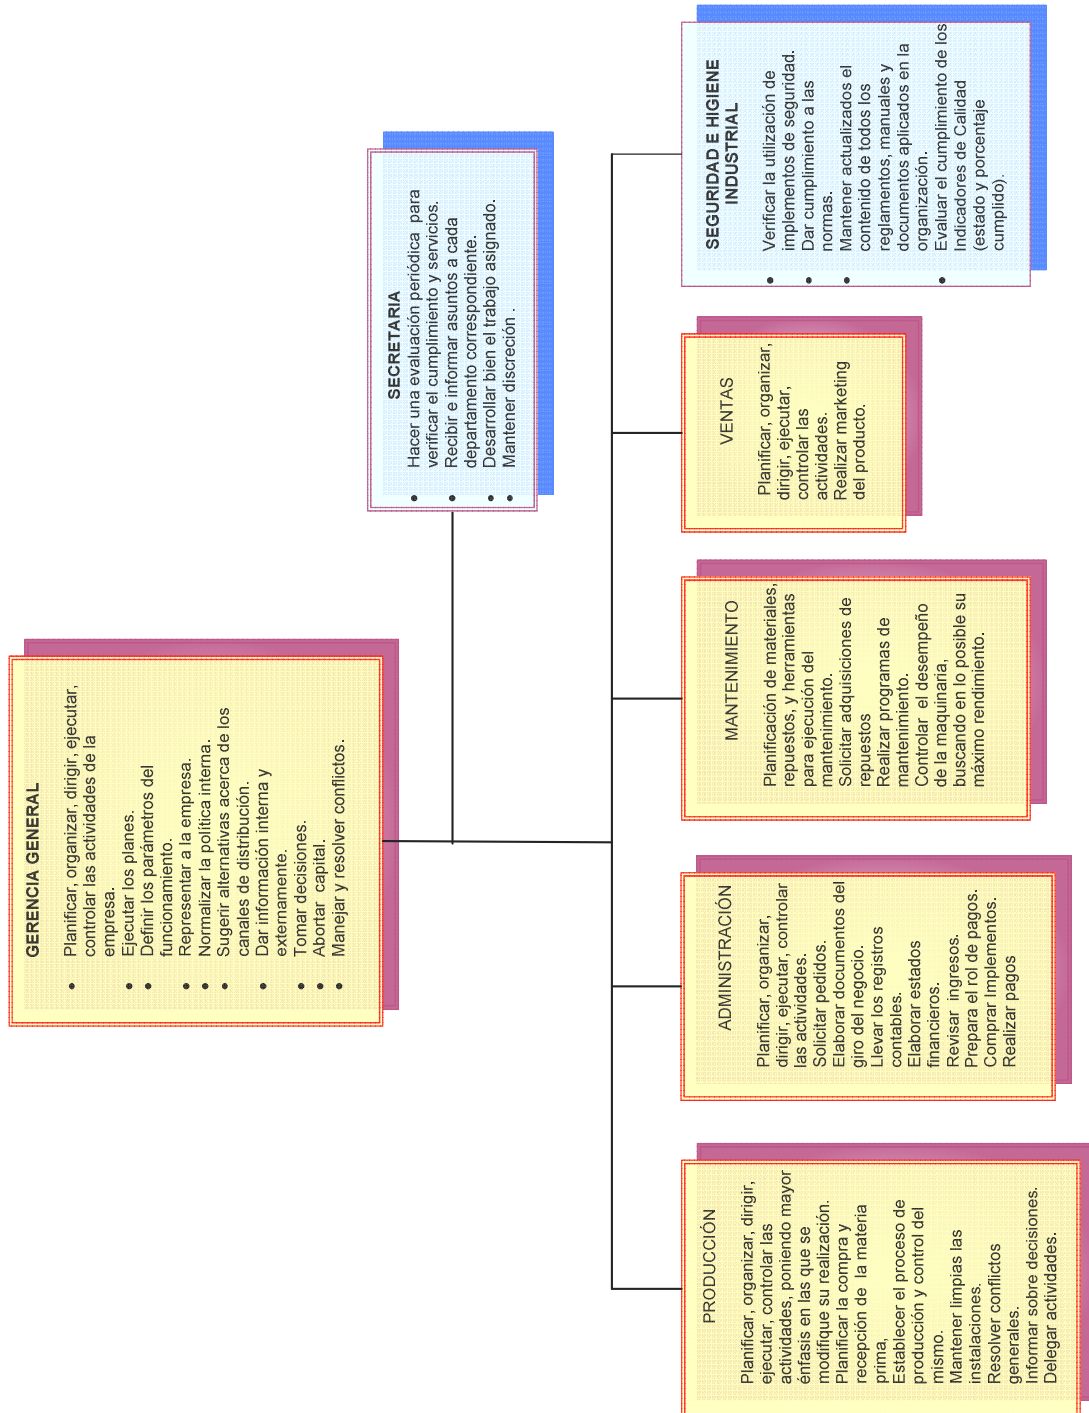 GERENCIA GENERAL
• Planificar, organizar, dirigir, ejecutar,
controlar las actividades de la
empresa.
• Ejecutar los planes.
• Definir los parámetros del
funcionamiento.
• Representar a la empresa.
• Normalizar la política interna.
• Sugerir alternativas acerca de los
canales de distribución.
• Dar información interna y
externamente.
• Tomar decisiones.
• Abortar capital.
• Manejar y resolver conflictos.
SECRETARIA
• Hacer una evaluación periódica para
verificar el cumplimiento y servicios.
• Recibir e informar asuntos a cada
departamento correspondiente.
• Desarrollar bien el trabajo asignado.
• Mantener discreción .
PRODUCCIÓN
Planificar, organizar, dirigir,
ejecutar, controlar las
actividades, poniendo mayor
énfasis en las que se
modifique su realización.
Planificar la compra y
recepción de la materia
prima,
Establecer el proceso de
producción y control del
mismo.
Mantener limpias las
instalaciones.
Resolver conflictos
generales.
Informar sobre decisiones.
Delegar actividades.
ADMINISTRACIÓN
Planificar, organizar,
dirigir, ejecutar, controlar
las actividades.
Solicitar pedidos.
Elaborar documentos del
giro del negocio.
Llevar los registros
contables.
Elaborar estados
financieros.
Revisar ingresos.
Prepara el rol de pagos.
Comprar Implementos.
Realizar pagos
MANTENIMIENTO
Planificación de materiales,
repuestos, y herramientas
para ejecución del
mantenimiento.
Solicitar adquisiciones de
repuestos
Realizar programas de
mantenimiento.
Controlar el desempeño
de la maquinaria,
buscando en lo posible su
máximo rendimiento.
VENTAS
Planificar, organizar,
dirigir, ejecutar,
controlar las
actividades.
Realizar marketing
del producto.
SEGURIDAD E HIGIENE
INDUSTRIAL
• Verificar la utilización de
implementos de seguridad.
• Dar cumplimiento a las
normas.
• Mantener actualizados el
contenido de todos los
reglamentos, manuales y
documentos aplicados en la
organización.
• Evaluar el cumplimiento de los
Indicadores de Calidad
(estado y porcentaje
cumplido).